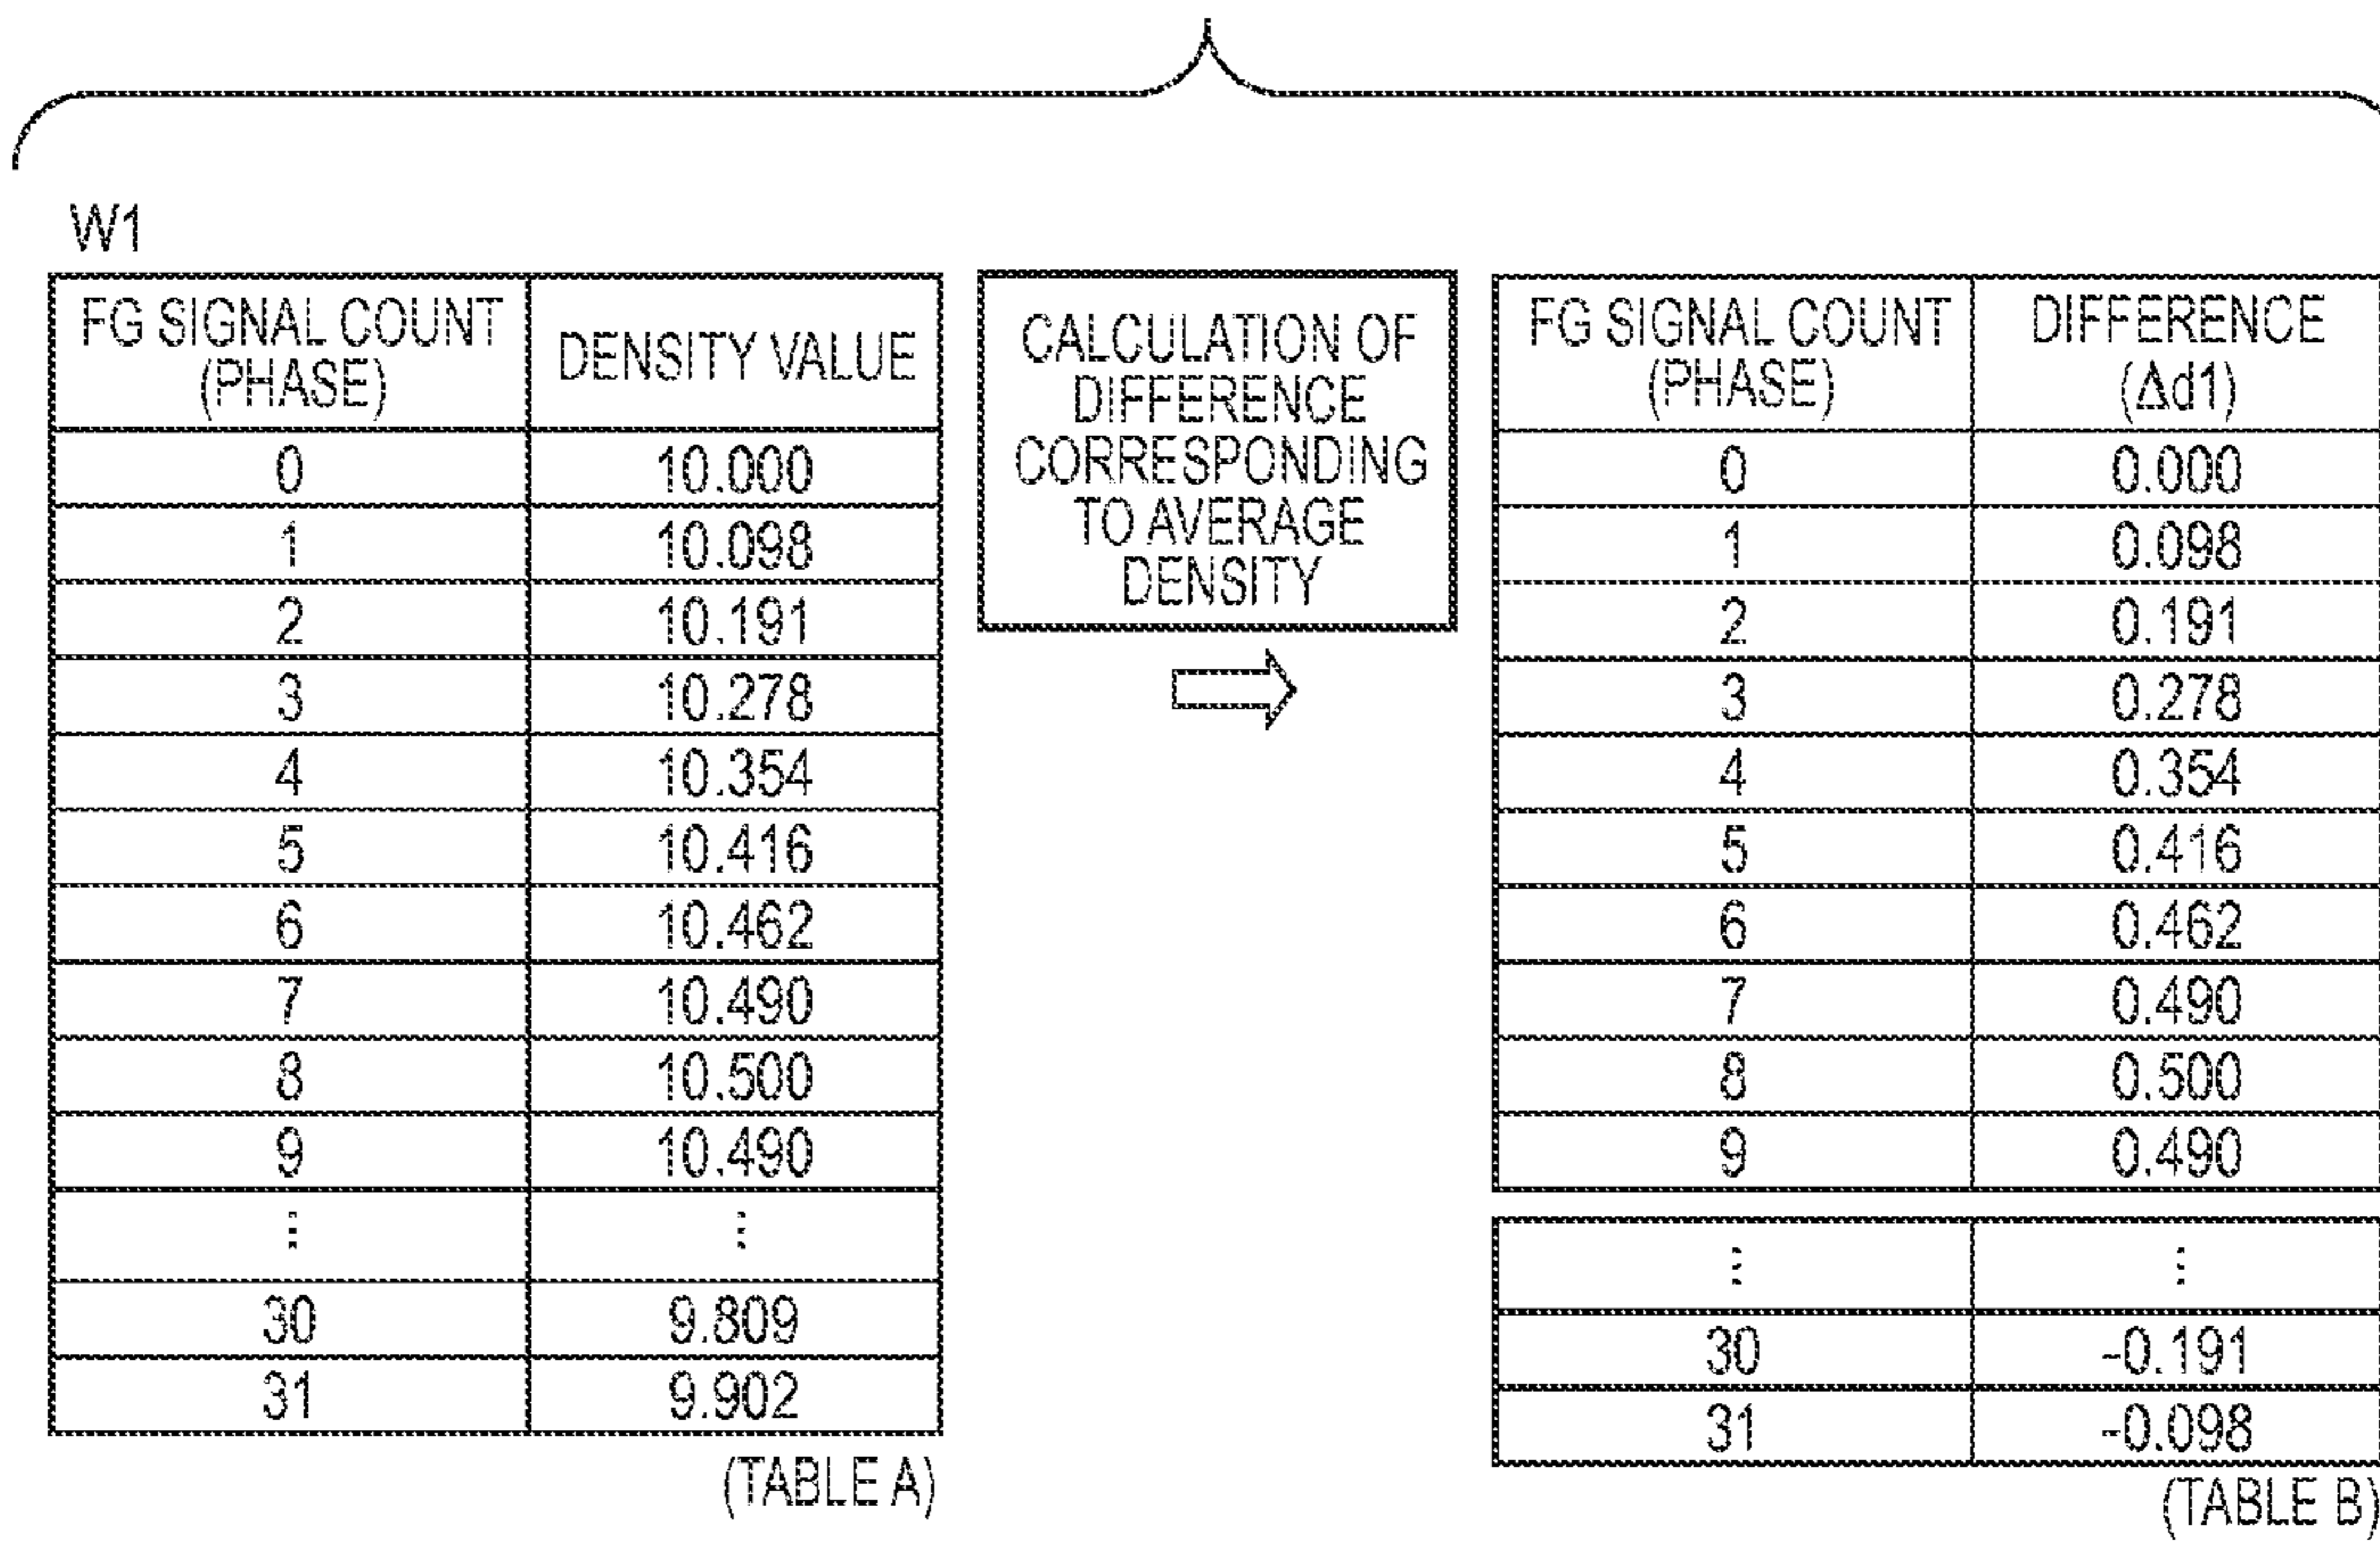 W1
FG SIGNAL COUNT (PHASE) DENSITY VALUE
0 10.000
1 10.098
2 10.191
3 10.278
4 10.354
5 10.416
6 10.462
7 10.490
8 10.500
9 10.490
⋮ ⋮
30 9.809
31 9.902
(TABLE A)
CALCULATION OF
DIFFERENCE
CORRESPONDING
TO AVERAGE
DENSITY
FG SIGNAL COUNT (PHASE) DIFFERENCE (Δd1)
0 0.000
1 0.098
2 0.191
3 0.278
4 0.354
5 0.416
6 0.462
7 0.490
8 0.500
9 0.490
⋮ ⋮
30 -0.191
31 -0.098
(TABLE B)